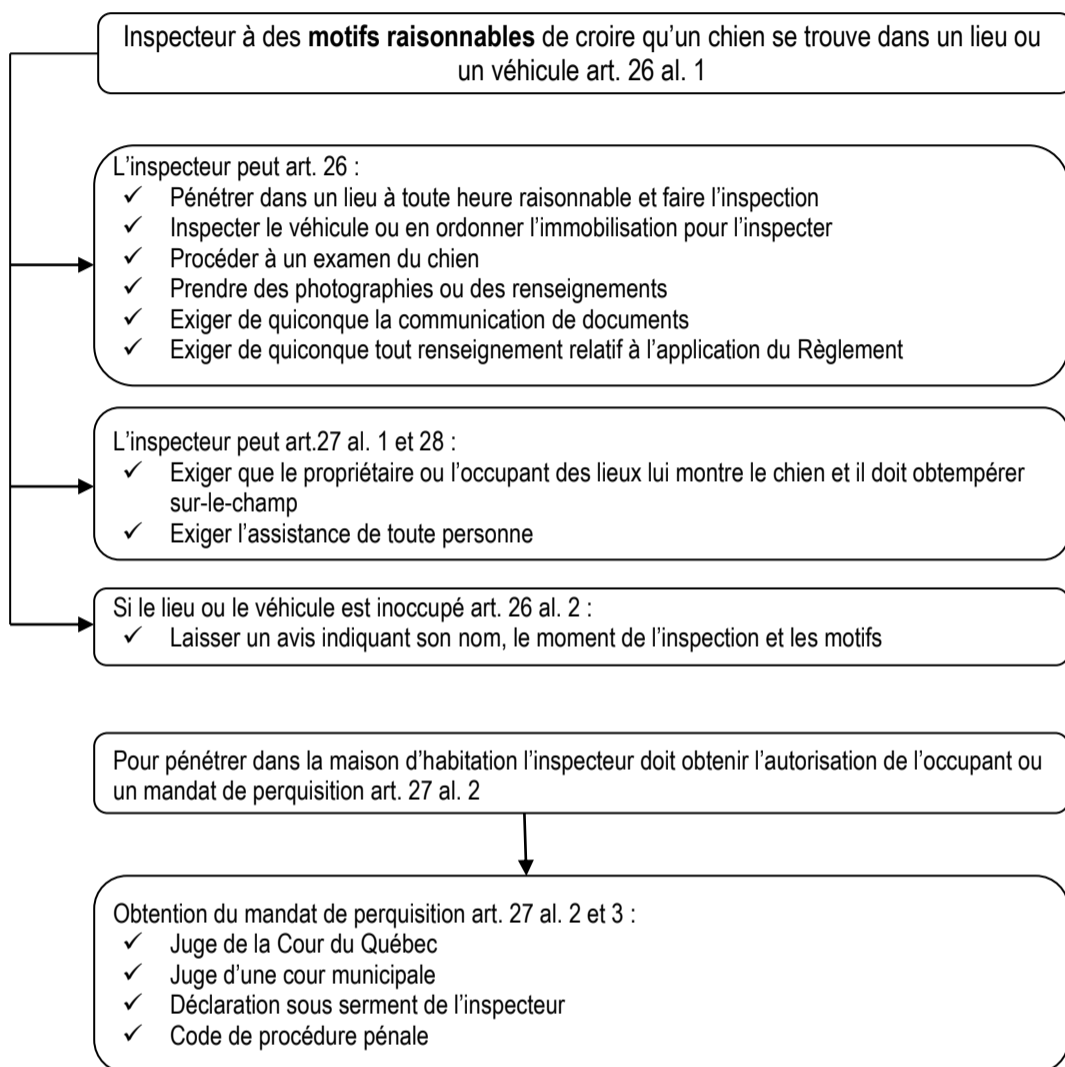 Inspecteur à des motifs raisonnables de croire qu'un chien se trouve dans un lieu ou
un véhicule art. 26 al. 1
L'inspecteur peut art. 26 :
✓ Pénétrer dans un lieu à toute heure raisonnable et faire l'inspection
✓ Inspecter le véhicule ou en ordonner l'immobilisation pour l'inspecter
✓ Procéder à un examen du chien
✓ Prendre des photographies ou des renseignements
✓ Exiger de quiconque la communication de documents
✓ Exiger de quiconque tout renseignement relatif à l'application du Règlement
L'inspecteur peut art.27 al. 1 et 28 :
✓ Exiger que le propriétaire ou l'occupant des lieux lui montre le chien et il doit obtempérer
sur-le-champ
✓ Exiger l'assistance de toute personne
Si le lieu ou le véhicule est inoccupé art. 26 al. 2 :
✓ Laisser un avis indiquant son nom, le moment de l'inspection et les motifs
Pour pénétrer dans la maison d'habitation l'inspecteur doit obtenir l'autorisation de l'occupant ou
un mandat de perquisition art. 27 al. 2
Obtention du mandat de perquisition art. 27 al. 2 et 3 :
✓ Juge de la Cour du Québec
✓ Juge d'une cour municipale
✓ Déclaration sous serment de l'inspecteur
✓ Code de procédure pénale